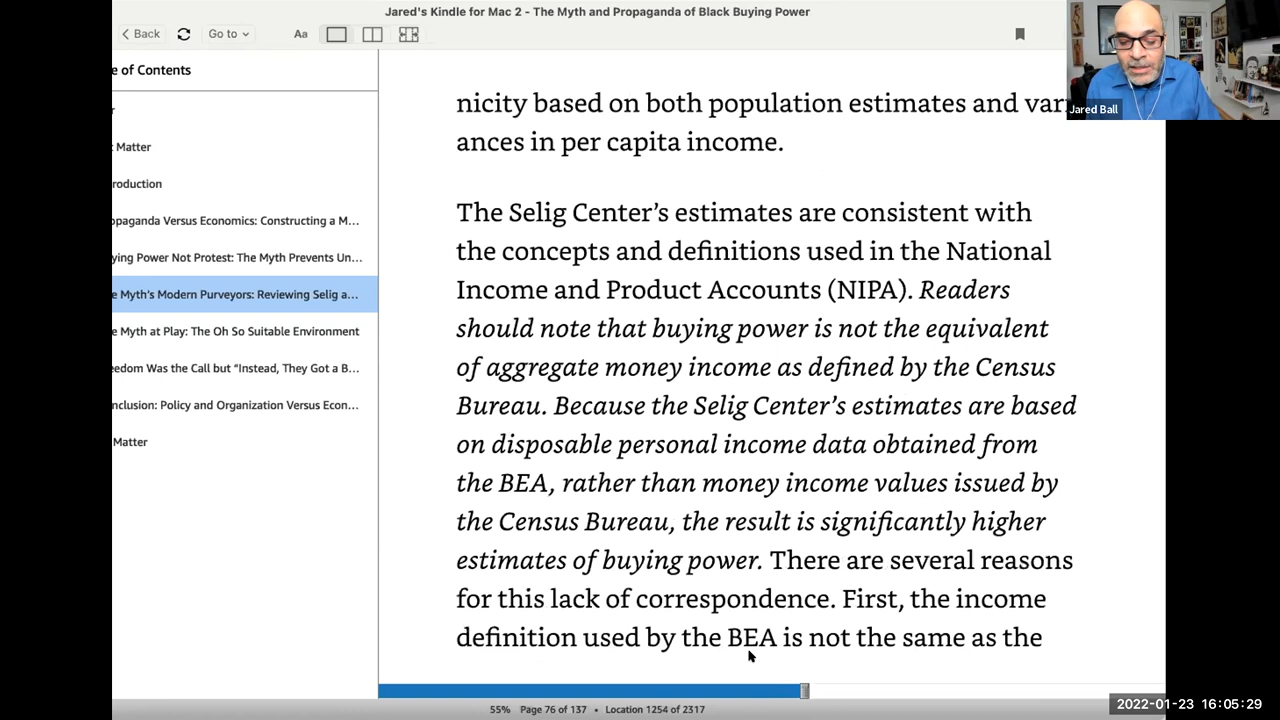 Jared's Kindle for Mac 2 - The Myth and Propaganda of Black Buying Power
Back
Go to
Aa
e of Contents
r
: Matter
roduction
opaganda Versus Economics: Constructing a M…
ying Power Not Protest: The Myth Prevents Un…
e Myth's Modern Purveyors: Reviewing Selig a…
e Myth at Play: The Oh So Suitable Environment
eedom Was the Call but "Instead, They Got a B…
nclusion: Policy and Organization Versus Econ…
Matter
nicity based on both population estimates and var
ances in per capita income.
The Selig Center's estimates are consistent with
the concepts and definitions used in the National
Income and Product Accounts (NIPA). Readers
should note that buying power is not the equivalent
of aggregate money income as defined by the Census
Bureau. Because the Selig Center's estimates are based
on disposable personal income data obtained from
the BEA, rather than money income values issued by
the Census Bureau, the result is significantly higher
estimates of buying power. There are several reasons
for this lack of correspondence. First, the income
definition used by the BEA is not the same as the
55% Page 76 of 137 • Location 1254 of 2317
Jared Ball
2022-01-23 16:05:29